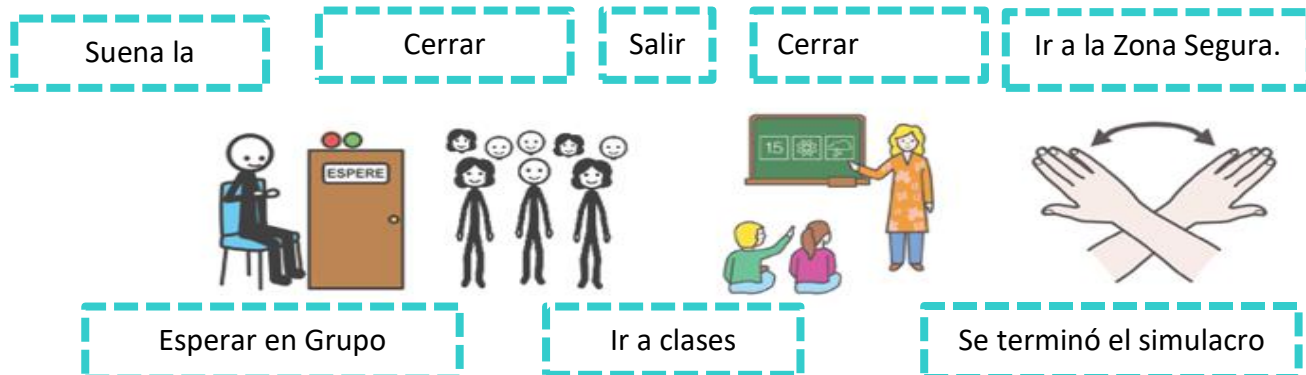 Suena la
Cerrar
Salir
Cerrar
Ir a la Zona Segura.
15
ESPERE
Esperar en Grupo
Ir a clases
Se terminó el simulacro